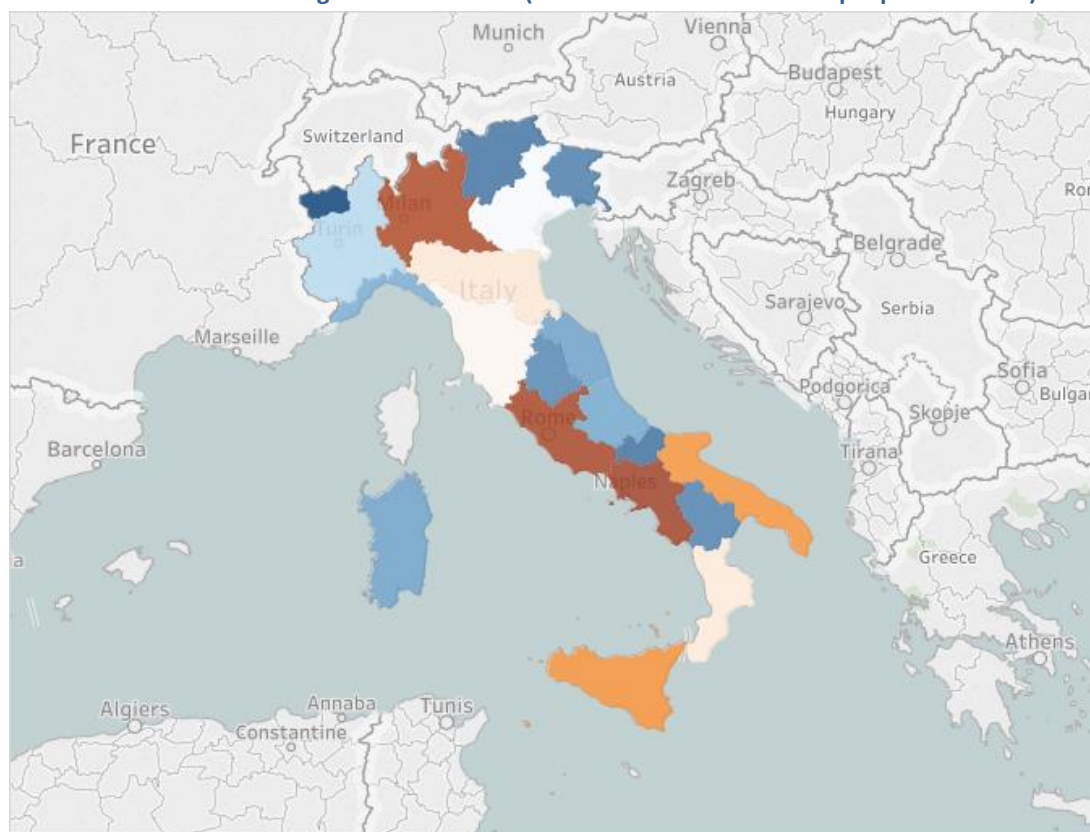 Munich
Vienna
Austria
Budapest
Hungary
France
Switzerland
Zagreb
Milan
Turin
Belgrade
Italy
Sarajevo
Serbia
Marseille
Podgorica
Sofia
Skopje
Rome
Barcelona
Tirana
Naples
Greece
Athens
Algiers
Annaba
Tunis
Constantine